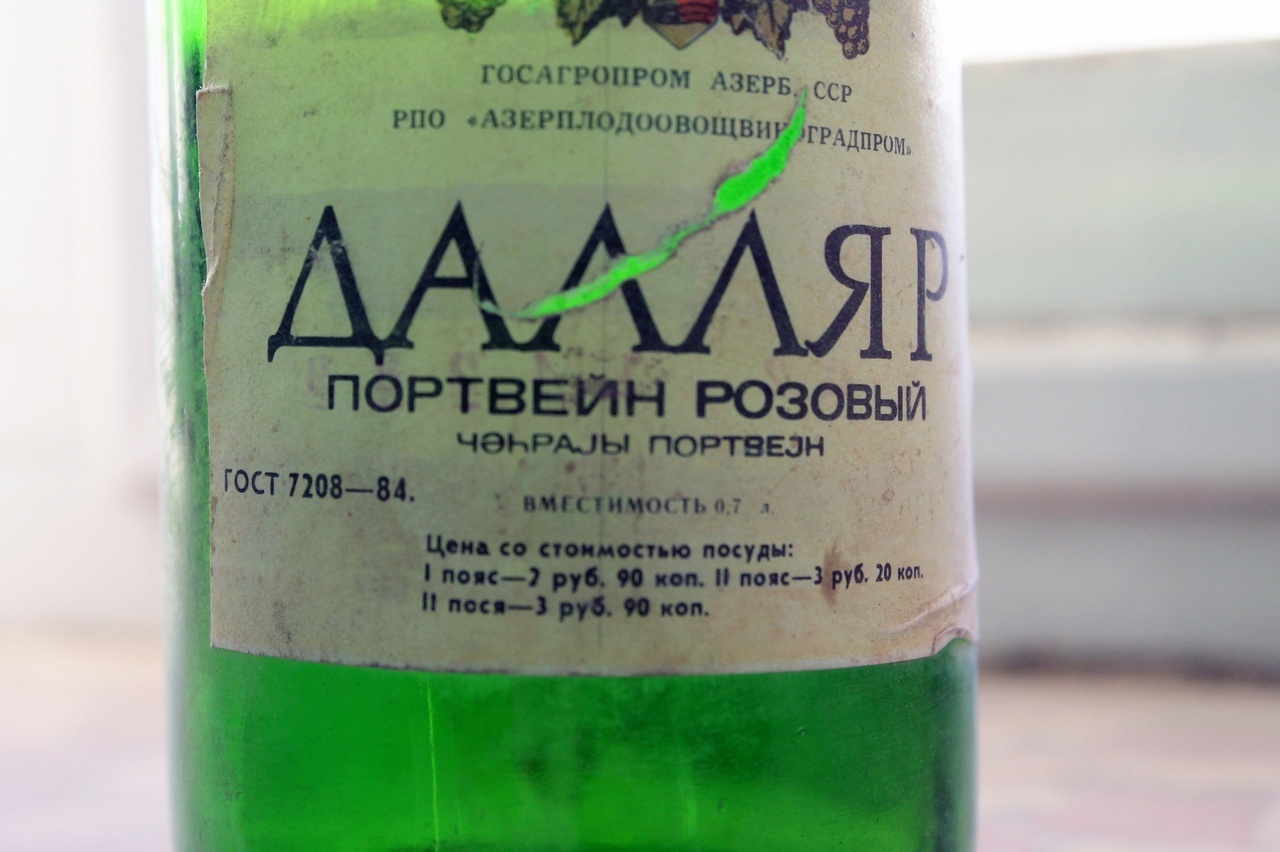 ГОСАГРОПРОМ АЗЕРБ. ССР
РПО «АЗЕРПЛОДООВОЩВИНОГРАДПРОМ»
ДАЛЛЯР
ПОРТВЕЙН РОЗОВЫЙ
ЧӘҺРАЈЫ ПОРТВЕЈН
ГОСТ 7208—84.
ВМЕСТИМОСТЬ 0,7 л.
Цена со стоимостью посуды:
I пояс—2 руб. 90 коп. II пояс—3 руб. 20 коп.
II пося—3 руб. 90 коп.